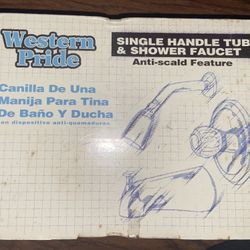 Western
Pride
SINGLE HANDLE TUB
& SHOWER FAUCET
Anti-scald Feature
Canilla De Una
Manija Para Tina
De Baño Y Ducha
con dispositivo anti-quemaduras